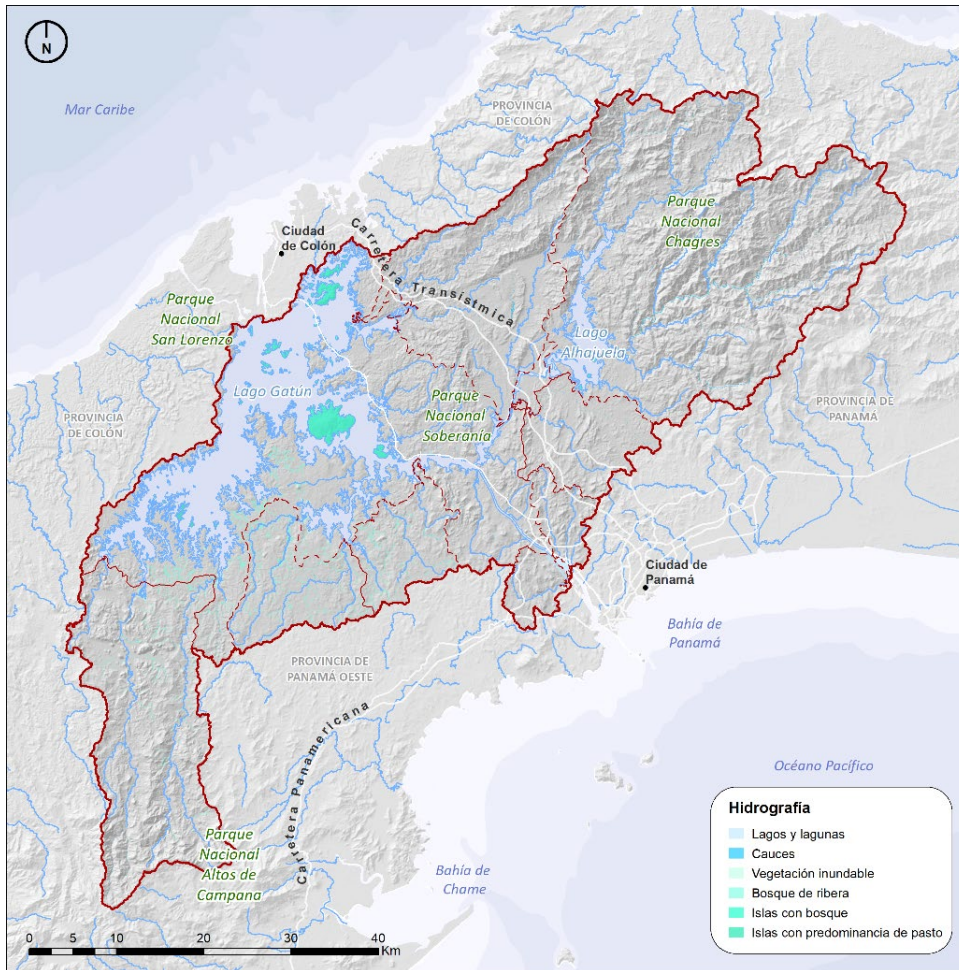 N
Mar Caribe
PROVINCIA
DE COLÓN
Parque
Nacional
Chagres
Ciudad
de Colón
Carretera Transístmica
Parque
Nacional
San Lorenzo
Lago
Alhajuela
Lago Gatún
Parque
Nacional
Soberanía
PROVINCIA
DE COLÓN
PROVINCIA DE
PANAMÁ
Ciudad de
Panamá
Bahía de
Panamá
PROVINCIA DE
PANAMÁ OESTE
Carretera Panamericana
Océano Pacífico
Parque
Nacional
Altos de
Campana
Bahía de
Chame
Hidrografía
Lagos y lagunas
Cauces
Vegetación inundable
Bosque de ribera
Islas con bosque
Islas con predominancia de pasto
0 5 10 20 30 40
Km